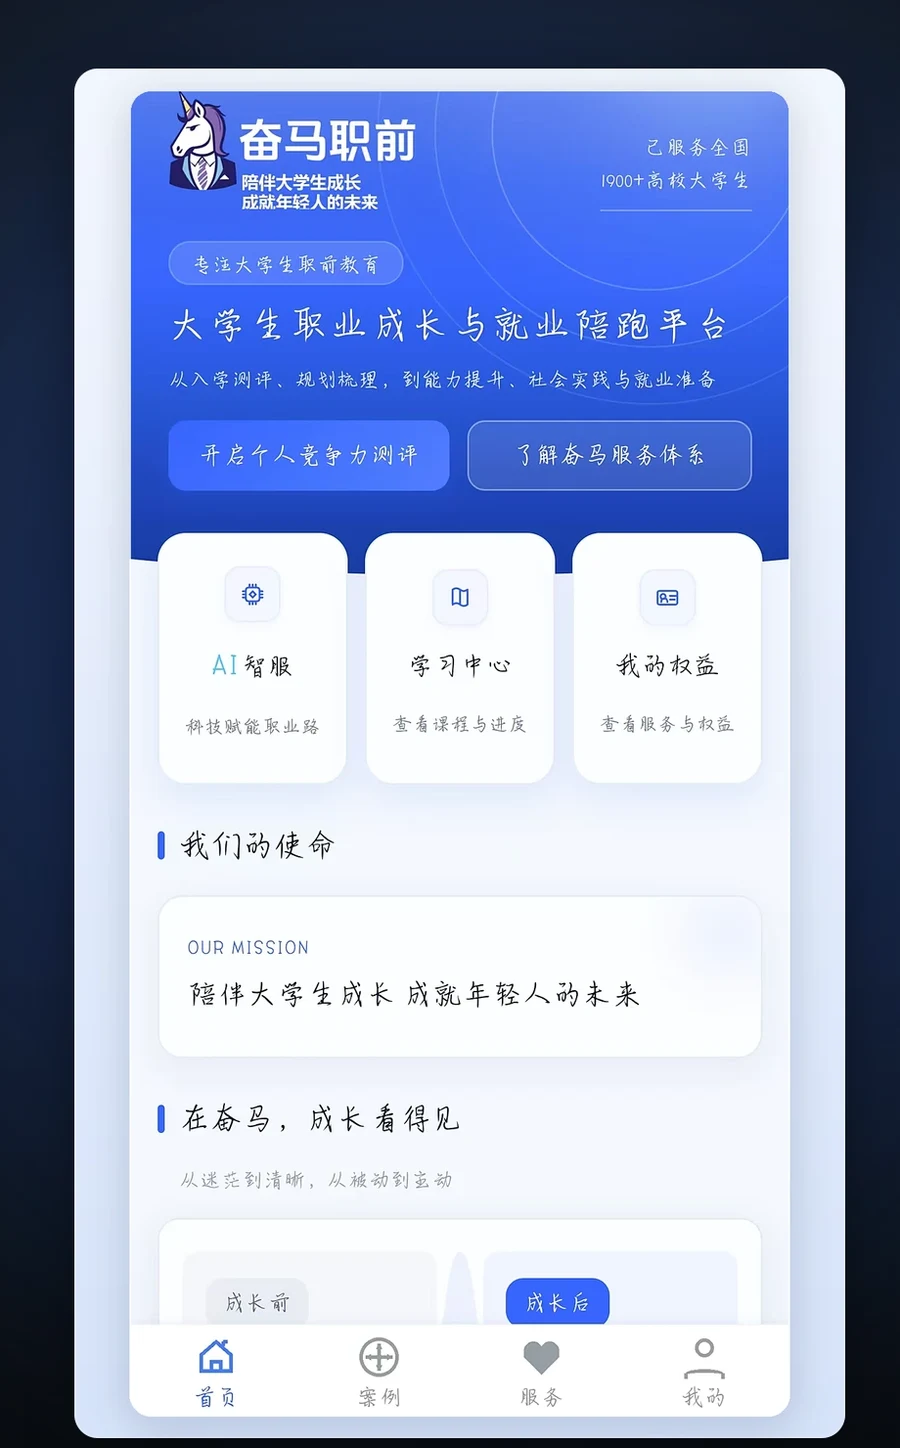 奋马职前
陪伴大学生成长
成就年轻人的未来
已服务全国
1900+高校大学生
专注大学生职前教育
大学生职业成长与就业陪跑平台
从入学测评、规划梳理，到能力提升、社会实践与就业准备
开启个人竞争力测评
了解奋马服务体系
AI智服
科技赋能职业路
学习中心
查看课程与进度
我的权益
查看服务与权益
我们的使命
OUR MISSION
陪伴大学生成长 成就年轻人的未来
在奋马，成长看得见
从迷茫到清晰，从被动到主动
成长前
成长后
首页
案例
服务
我的